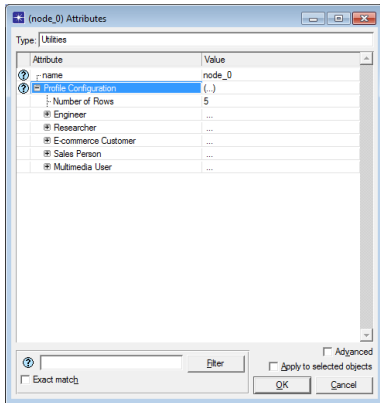 (node_0) Attributes
Type: Utilities
Attribute Value
name node_0
Profile Configuration (...)
Number of Rows 5
Engineer ...
Researcher ...
E-commerce Customer ...
Sales Person ...
Multimedia User ...
Advanced
Filter Apply to selected objects
Exact match OK Cancel